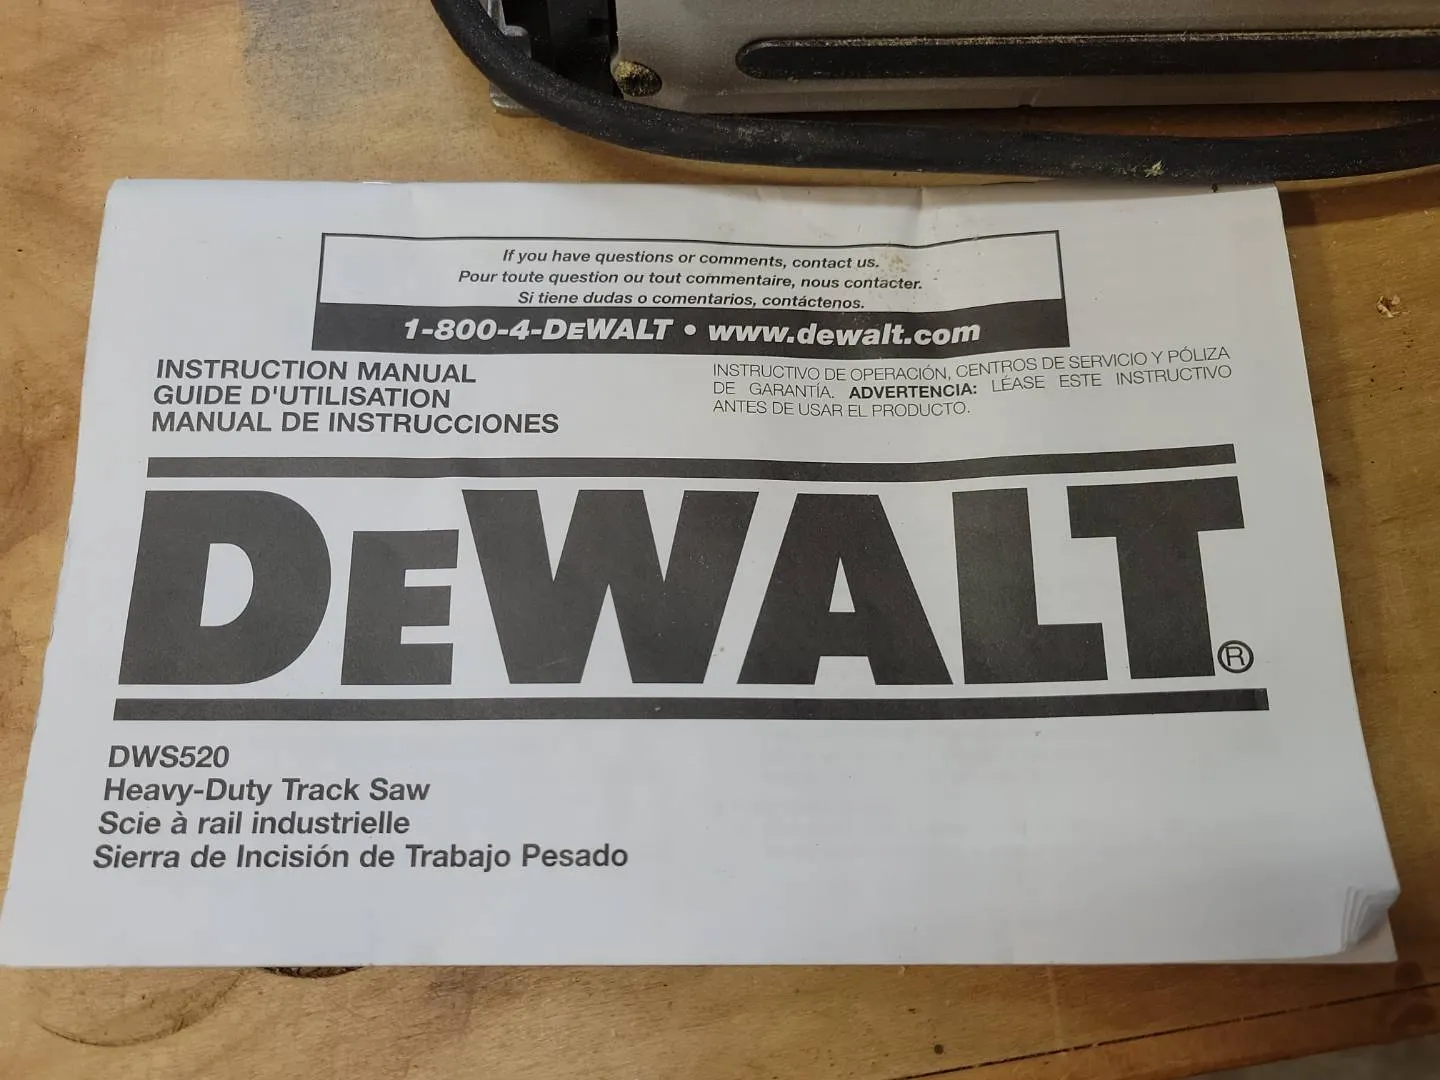 If you have questions or comments, contact us.
Pour toute question ou tout commentaire, nous contacter.
Si tiene dudas o comentarios, contáctenos.
1-800-4-DEWALT • www.dewalt.com
INSTRUCTION MANUAL
GUIDE D'UTILISATION
MANUAL DE INSTRUCCIONES
INSTRUCTIVO DE OPERACIÓN, CENTROS DE SERVICIO Y PÓLIZA
DE GARANTÍA. ADVERTENCIA: LÉASE ESTE INSTRUCTIVO
ANTES DE USAR EL PRODUCTO.
DEWALT®
DWS520
Heavy-Duty Track Saw
Scie à rail industrielle
Sierra de Incisión de Trabajo Pesado